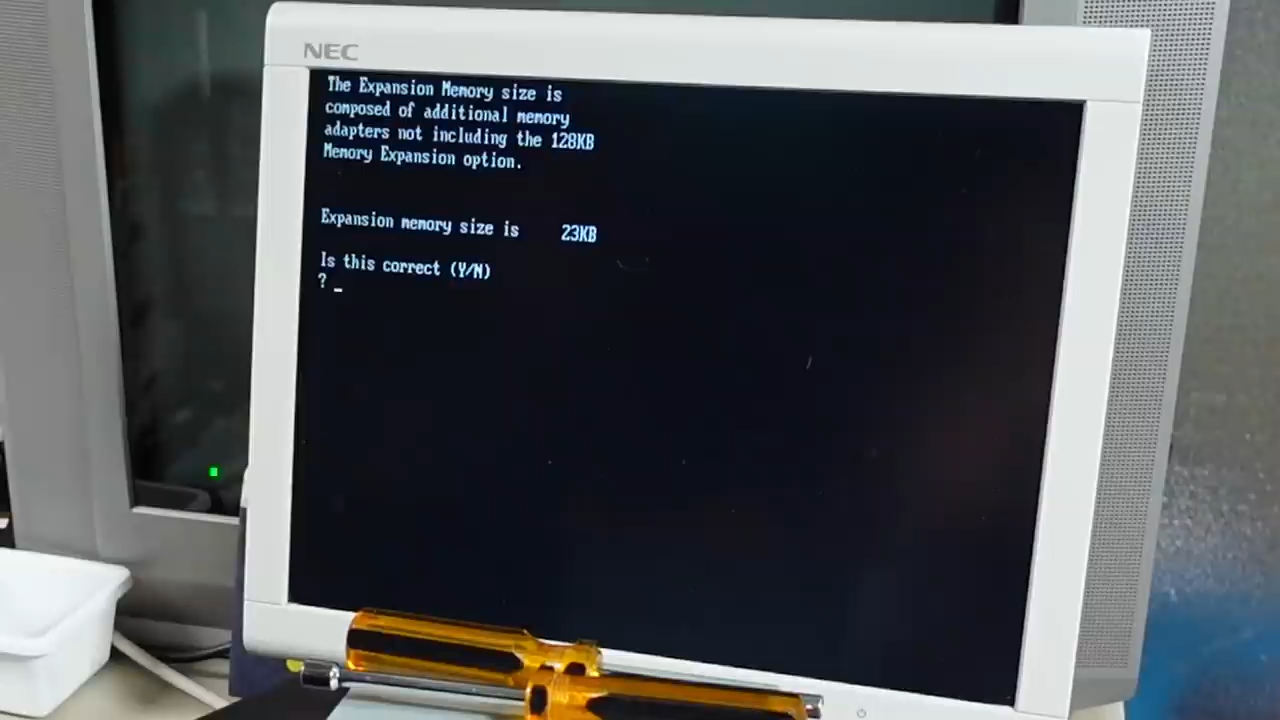 NEC
The Expansion Memory size is
composed of additional memory
adapters not including the 128KB
Memory Expansion option.
Expansion memory size is 23KB
Is this correct (Y/N)
? _